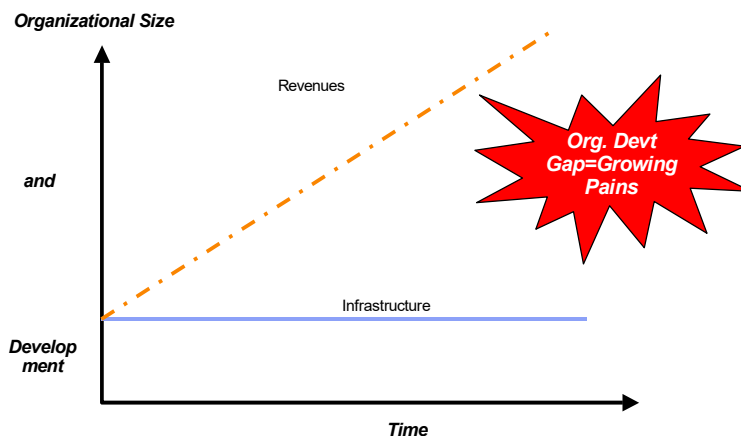 Organizational Size
Revenues
Org. Devt
Gap=Growing
Pains
and
Infrastructure
Develop
ment
Time